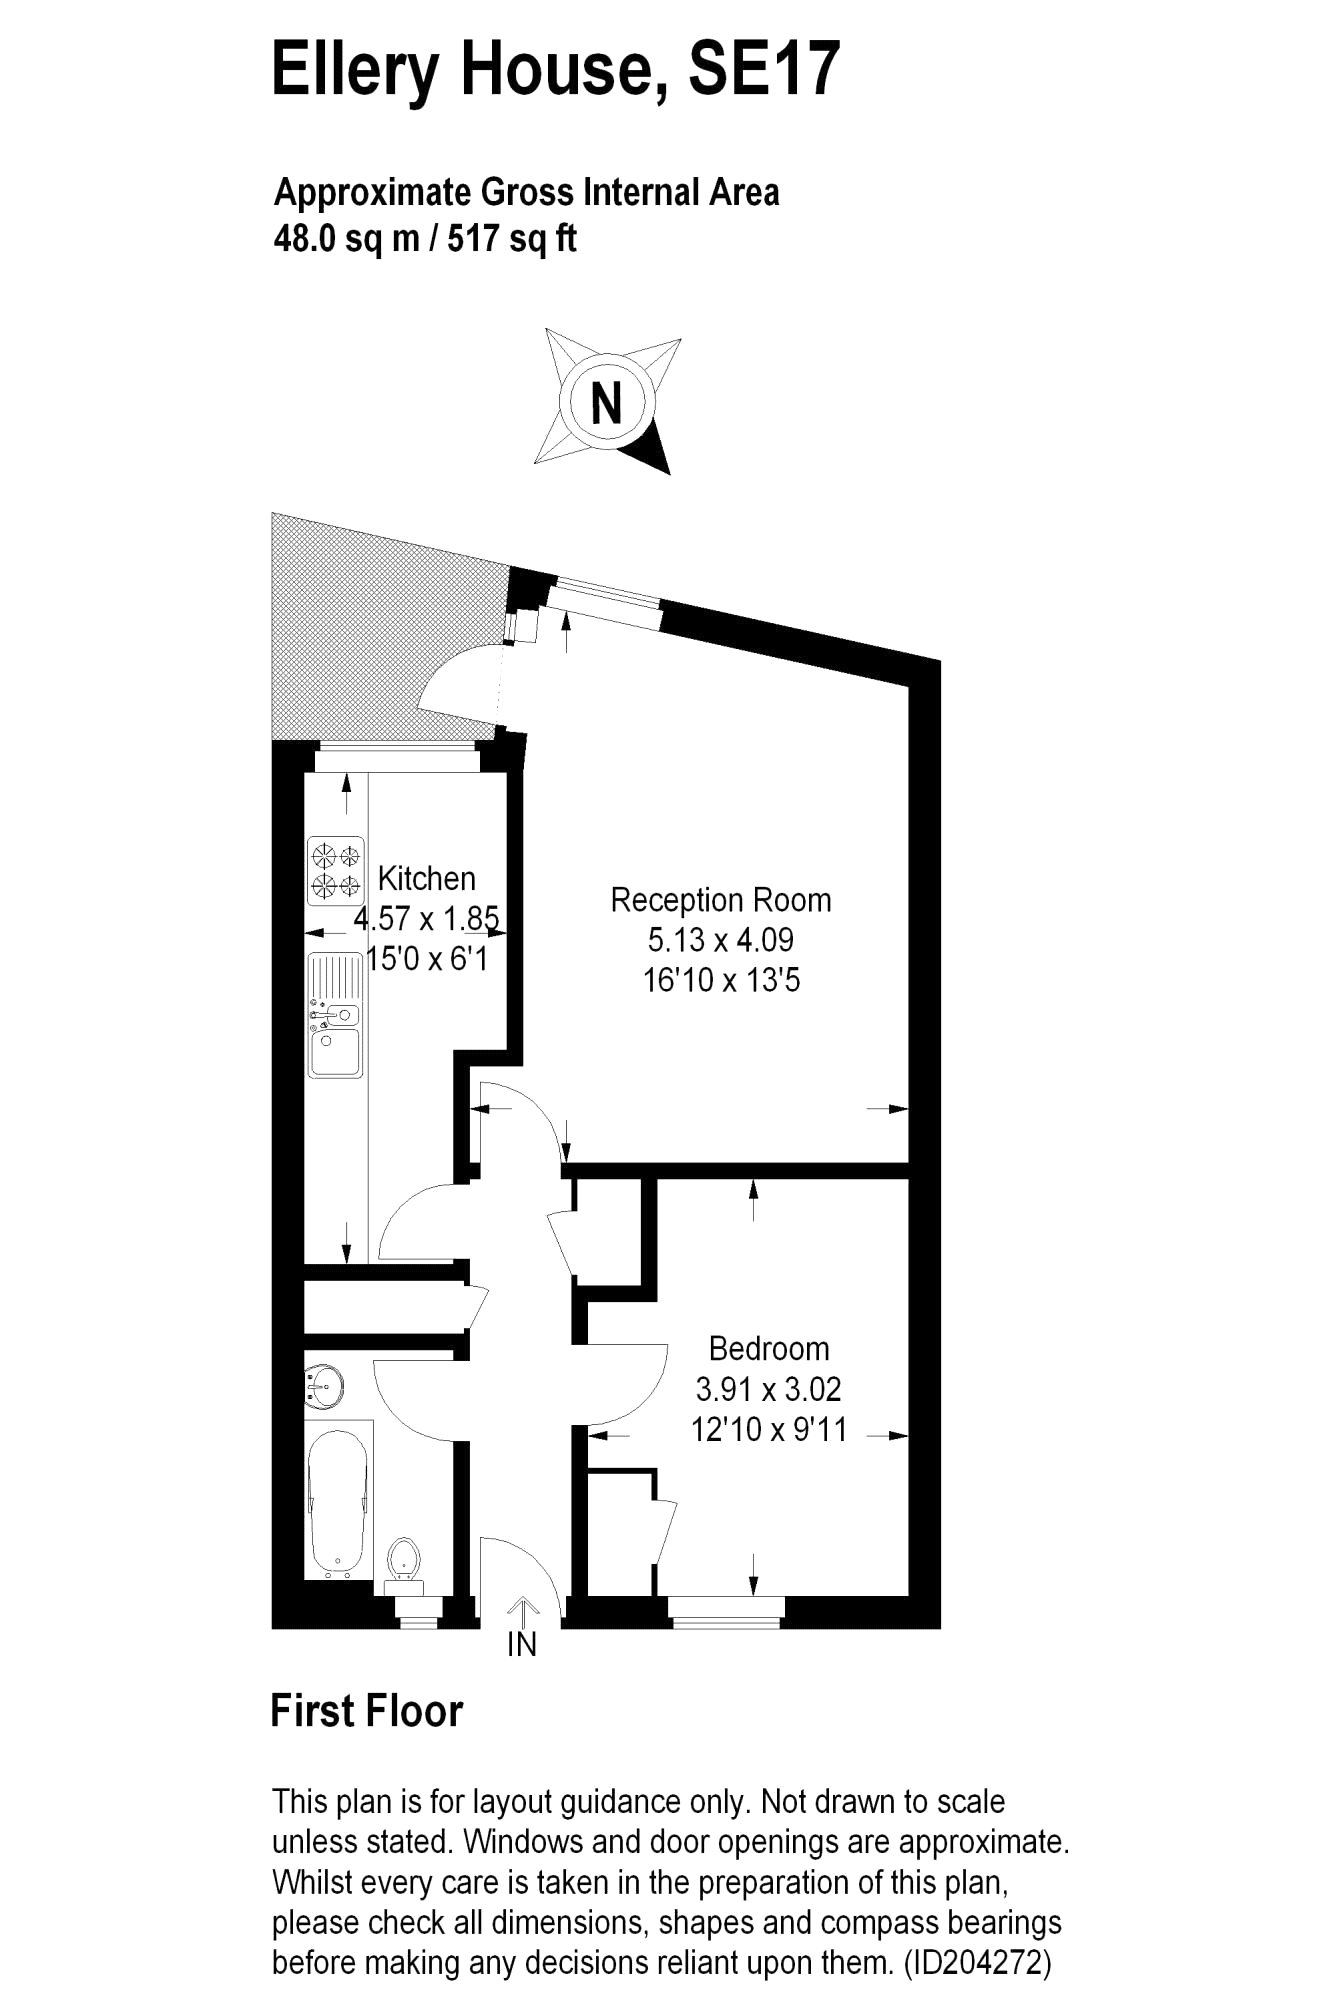 Ellery House, SE17
Approximate Gross Internal Area
48.0 sq m / 517 sq ft
N
Kitchen
4.57 x 1.85
15'0 x 6'1
Reception Room
5.13 x 4.09
16'10 x 13'5
Bedroom
3.91 x 3.02
12'10 x 9'11
IN
First Floor
This plan is for layout guidance only. Not drawn to scale
unless stated. Windows and door openings are approximate.
Whilst every care is taken in the preparation of this plan,
please check all dimensions, shapes and compass bearings
before making any decisions reliant upon them. (ID204272)